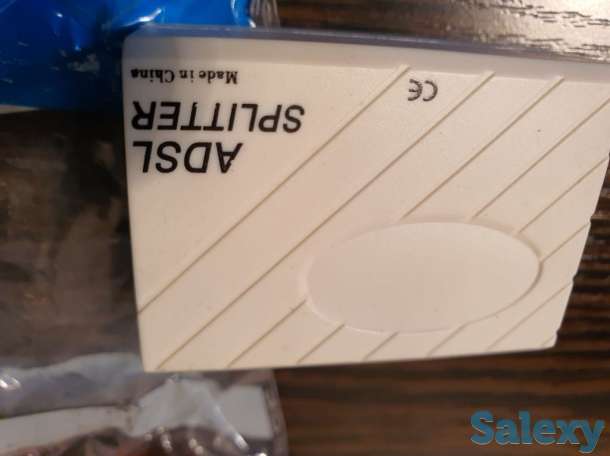 ADSL
SPLITTER
Made in China
CE
Salexy